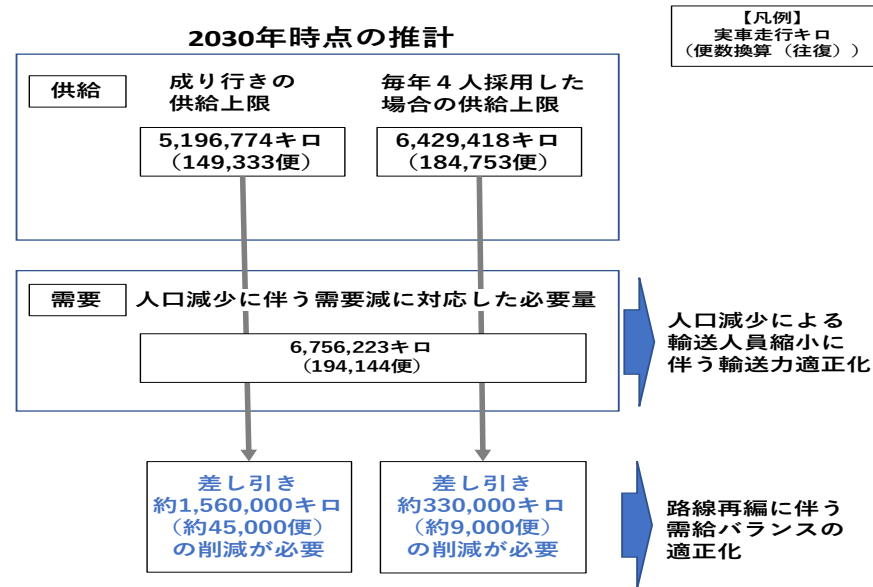 【凡例】
実車走行キロ
(便数換算(往復))
2030年時点の推計
供給
成り行きの
供給上限
5,196,774キロ
(149,333便)
毎年4人採用した
場合の供給上限
6,429,418キロ
(184,753便)
需要
人口減少に伴う需要減に対応した必要量
6,756,223キロ
(194,144便)
人口減少による
輸送人員縮小に
伴う輸送力適正化
差し引き
約1,560,000キロ
(約45,000便)
の削減が必要
差し引き
約330,000キロ
(約9,000便)
の削減が必要
路線再編に伴う
需給バランスの
適正化